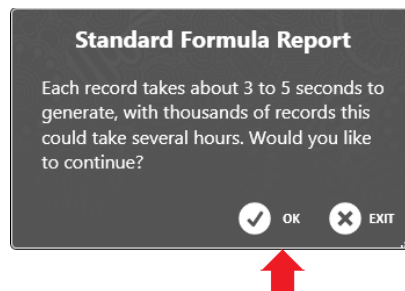 Standard Formula Report
Each record takes about 3 to 5 seconds to
generate, with thousands of records this
could take several hours. Would you like
to continue?
OK EXIT